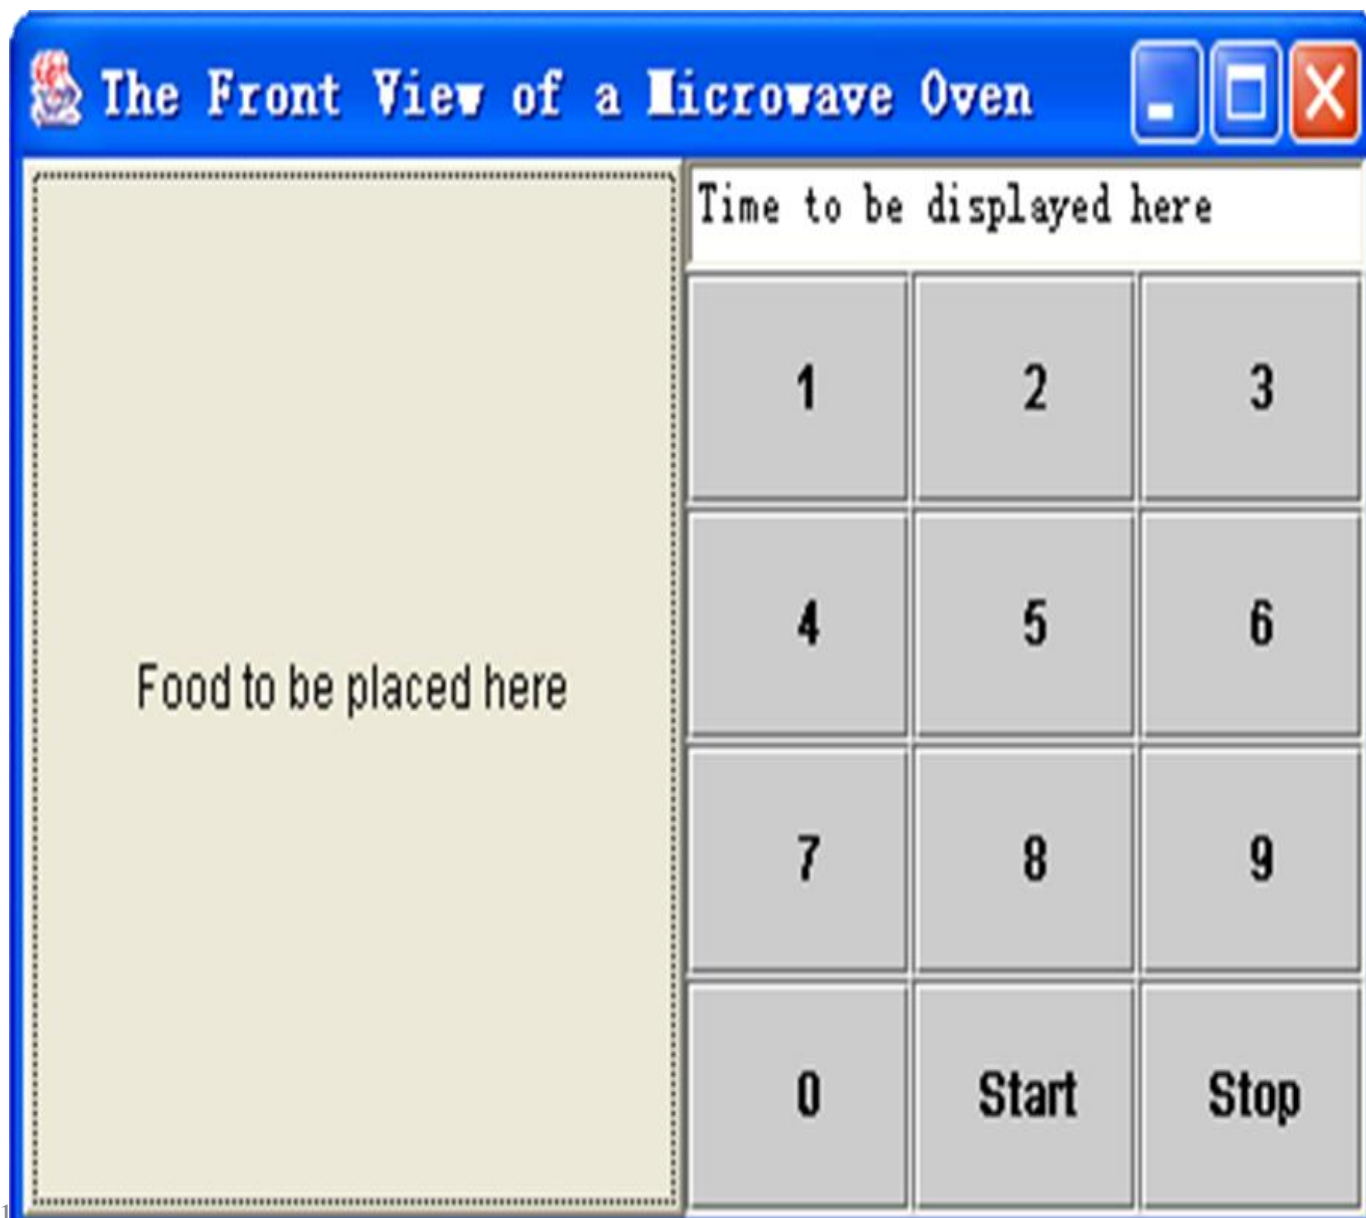 The Front View of a Microwave Oven
Time to be displayed here
1 2 3
4 5 6
Food to be placed here
7 8 9
0 Start Stop
1